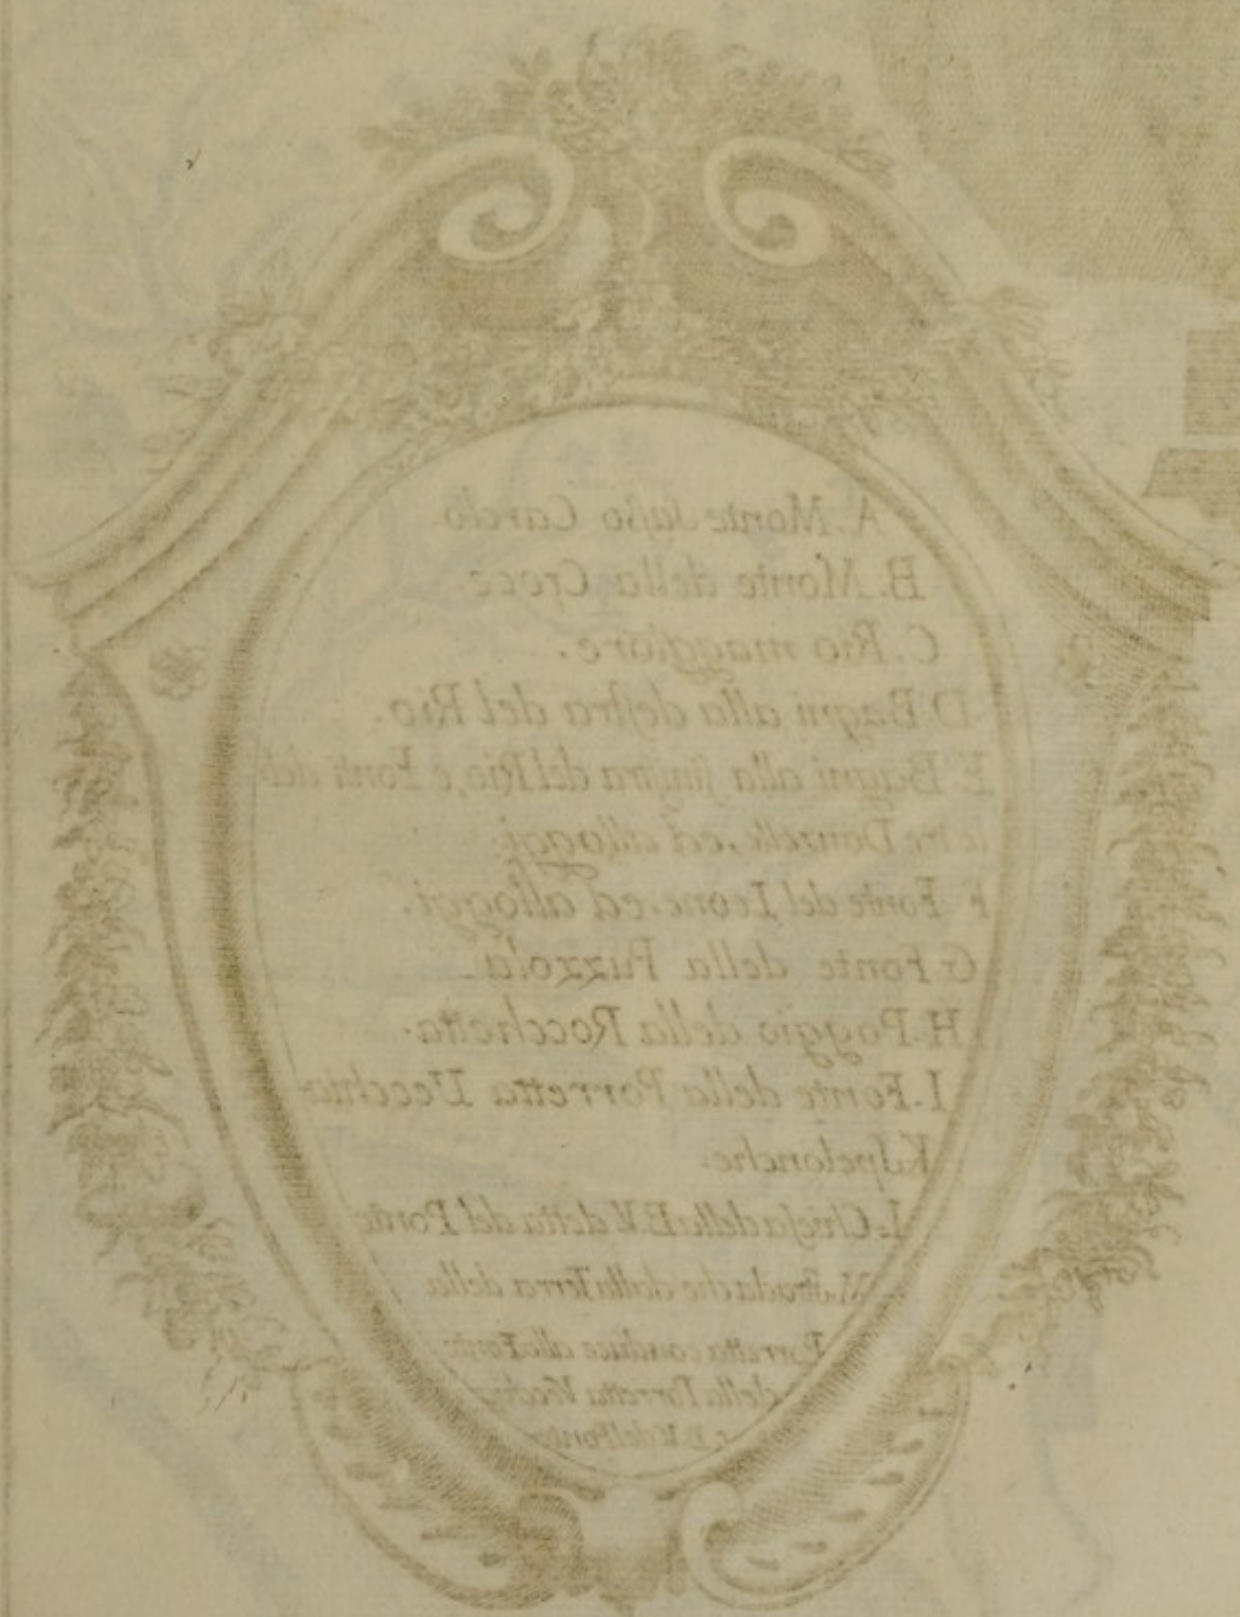 A. Monte Suſso Cardo
B. Monte della Croce
C. Rio maggiore.
D. Bagni alla deſtra del Rio.
E Bagni alla ſiniſtra del Rio, e Fonti del
le tre Donzelle, ed alloggi.
F Fonte del Leone, ed alloggi.
G Fonte della Puzzola
H. Poggio della Rocchetta.
I. Fonte della Porretta Vecchia
K. Spelonche.
L. Chieſa della B.V. detta del Ponte
M. Strada che dalla Terra della
Porretta conduce alla Fonte
della Porretta Vecchia
B.V. del Ponte